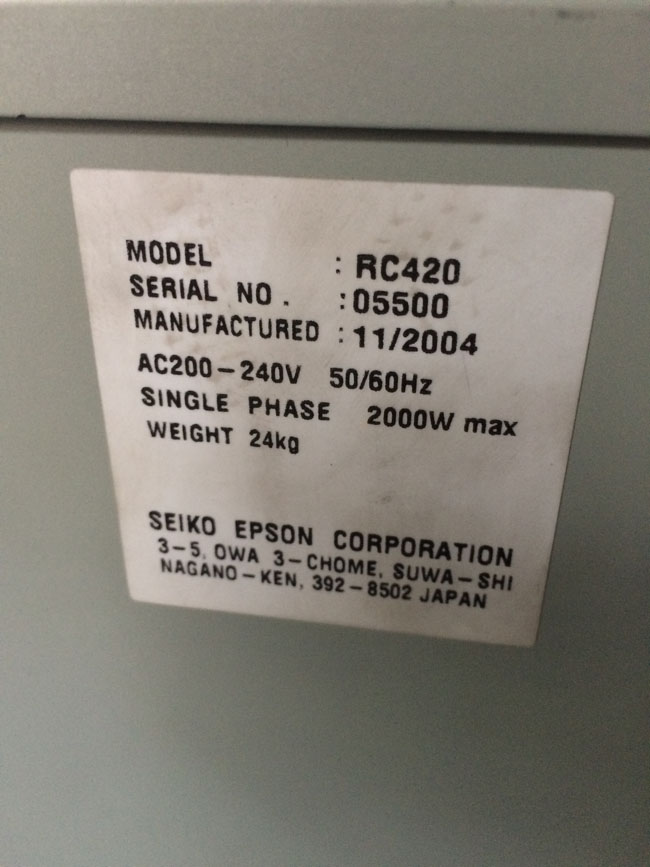 MODEL : RC420
SERIAL NO. : 05500
MANUFACTURED : 11/2004
AC200-240V 50/60Hz
SINGLE PHASE 2000W max
WEIGHT 24kg
SEIKO EPSON CORPORATION
3-5, OWA 3-CHOME, SUWA-SHI
NAGANO-KEN, 392-8502 JAPAN